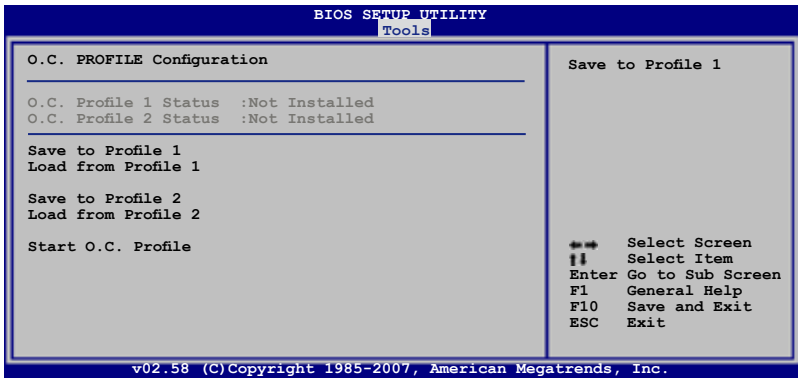 BIOS SETUP UTILITY
Tools
O.C. PROFILE Configuration
O.C. Profile 1 Status :Not Installed
O.C. Profile 2 Status :Not Installed
Save to Profile 1
Load from Profile 1
Save to Profile 2
Load from Profile 2
Start O.C. Profile
Save to Profile 1
Select Screen
Select Item
Enter Go to Sub Screen
F1 General Help
F10 Save and Exit
ESC Exit
v02.58 (C)Copyright 1985-2007, American Megatrends, Inc.